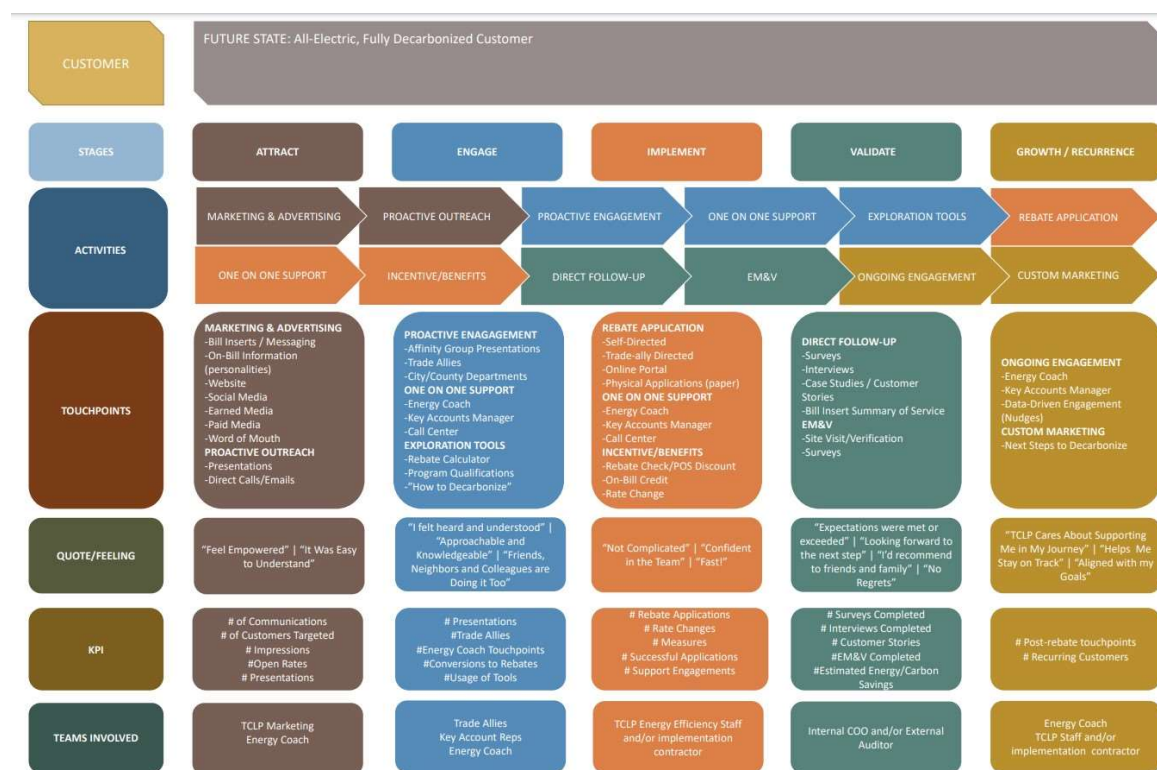 CUSTOMER
FUTURE STATE: All-Electric, Fully Decarbonized Customer
STAGES
ATTRACT
ENGAGE
IMPLEMENT
VALIDATE
GROWTH / RECURRENCE
ACTIVITIES
MARKETING & ADVERTISING
PROACTIVE OUTREACH
PROACTIVE ENGAGEMENT
ONE ON ONE SUPPORT
EXPLORATION TOOLS
REBATE APPLICATION
ONE ON ONE SUPPORT
INCENTIVE/BENEFITS
DIRECT FOLLOW-UP
EM&V
ONGOING ENGAGEMENT
CUSTOM MARKETING
TOUCHPOINTS
MARKETING & ADVERTISING
-Bill Inserts / Messaging
-On-Bill Information
(personalities)
-Website
-Social Media
-Earned Media
-Paid Media
-Word of Mouth
PROACTIVE OUTREACH
-Presentations
-Direct Calls/Emails
PROACTIVE ENAGAGEMENT
-Affinity Group Presentations
-Trade Allies
-City/County Departments
ONE ON ONE SUPPORT
-Energy Coach
-Key Accounts Manager
-Call Center
EXPLORATION TOOLS
-Rebate Calculator
-Program Qualifications
-"How to Decarbonize"
REBATE APPLICATION
-Self-Directed
-Trade-ally Directed
-Online Portal
-Physical Applications (paper)
ONE ON ONE SUPPORT
-Energy Coach
-Key Accounts Manager
-Call Center
INCENTIVE/BENEFITS
-Rebate Check/POS Discount
-On-Bill Credit
-Rate Change
DIRECT FOLLOW-UP
-Surveys
-Interviews
-Case Studies / Customer
Stories
-Bill Insert Summary of Service
EM&V
-Site Visit/Verification
-Surveys
ONGOING ENGAGEMENT
-Energy Coach
-Key Accounts Manager
-Data-Driven Engagement
(Nudges)
CUSTOM MARKETING
-Next Steps to Decarbonize
QUOTE/FEELING
"Feel Empowered" | "It Was Easy
to Understand"
"I felt heard and understood" |
"Approachable and
Knowledgeable" | "Friends,
Neighbors and Colleagues are
Doing it Too"
"Not Complicated" | "Confident
in the Team" | "Fast!"
"Expectations were met or
exceeded" | "Looking forward to
the next step" | "I'd recommend
to friends and family" | "No
Regrets"
"TCLP Cares About Supporting
Me in My Journey" | "Helps Me
Stay on Track" | "Aligned with my
Goals"
KPI
# of Communications
# of Customers Targeted
# Impressions
#Open Rates
# Presentations
# Presentations
#Trade Allies
#Energy Coach Touchpoints
#Conversions to Rebates
#Usage of Tools
# Rebate Applications
# Rate Changes
# Measures
# Successful Applications
# Support Engagements
# Surveys Completed
# Interviews Completed
# Customer Stories
#EM&V Completed
#Estimated Energy/Carbon
Savings
# Post-rebate touchpoints
# Recurring Customers
TEAMS INVOLVED
TCLP Marketing
Energy Coach
Trade Allies
Key Account Reps
Energy Coach
TCLP Energy Efficiency Staff
and/or implementation
contractor
Internal COO and/or External
Auditor
Energy Coach
TCLP Staff and/or
implementation contractor